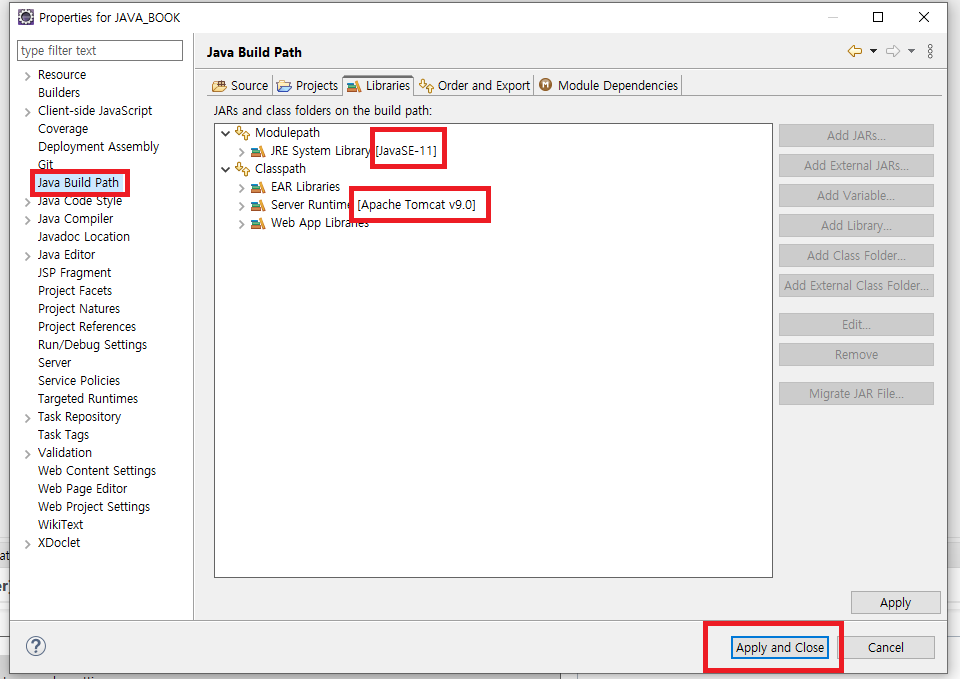 Properties for JAVA_BOOK
type filter text
Java Build Path
Resource
Builders
Client-side JavaScript
Coverage
Deployment Assembly
Git
Java Build Path
Java Code Style
Java Compiler
Javadoc Location
Java Editor
JSP Fragment
Project Facets
Project Natures
Project References
Run/Debug Settings
Server
Service Policies
Targeted Runtimes
Task Repository
Task Tags
Validation
Web Content Settings
Web Page Editor
Web Project Settings
WikiText
XDoclet
Source Projects Libraries Order and Export Module Dependencies
JARs and class folders on the build path:
Modulepath
JRE System Library [JavaSE-11]
Classpath
EAR Libraries
Server Runtime [Apache Tomcat v9.0]
Web App Libraries
Add JARs...
Add External JARs...
Add Variable...
Add Library...
Add Class Folder...
Add External Class Folder...
Edit...
Remove
Migrate JAR File...
Apply
?
Apply and Close Cancel